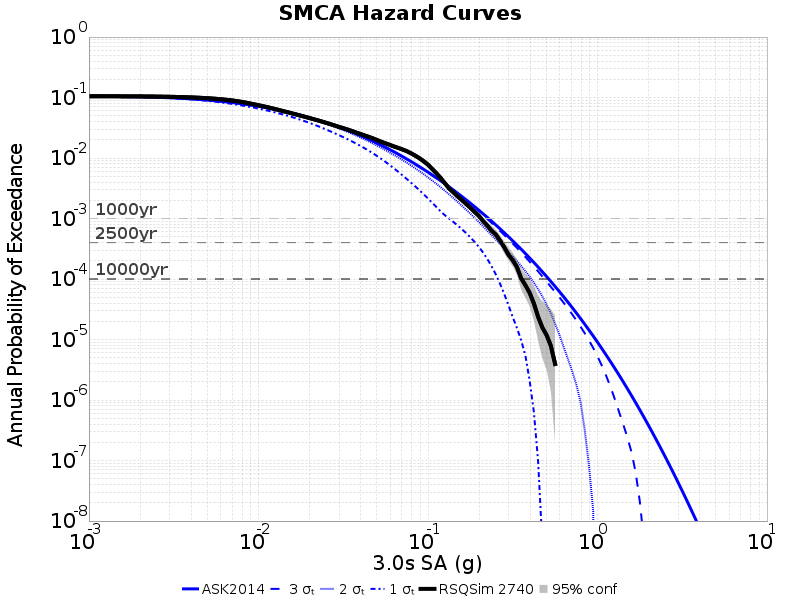 SMCA Hazard Curves
Annual Probability of Exceedance
10^0
10^-1
10^-2
10^-3
10^-4
10^-5
10^-6
10^-7
10^-8
1000yr
2500yr
10000yr
10^-3 10^-2 10^-1 10^0 10^1
3.0s SA (g)
ASK2014 3 σₜ 2 σₜ 1 σₜ RSQSim 2740 95% conf